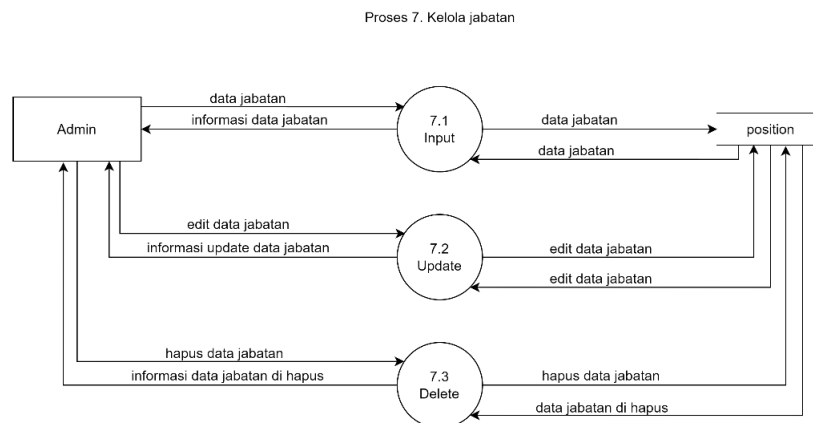 Proses 7. Kelola jabatan
data jabatan
informasi data jabatan
Admin
7.1
Input
data jabatan
data jabatan
position
edit data jabatan
informasi update data jabatan
7.2
Update
edit data jabatan
edit data jabatan
hapus data jabatan
informasi data jabatan di hapus
7.3
Delete
hapus data jabatan
data jabatan di hapus